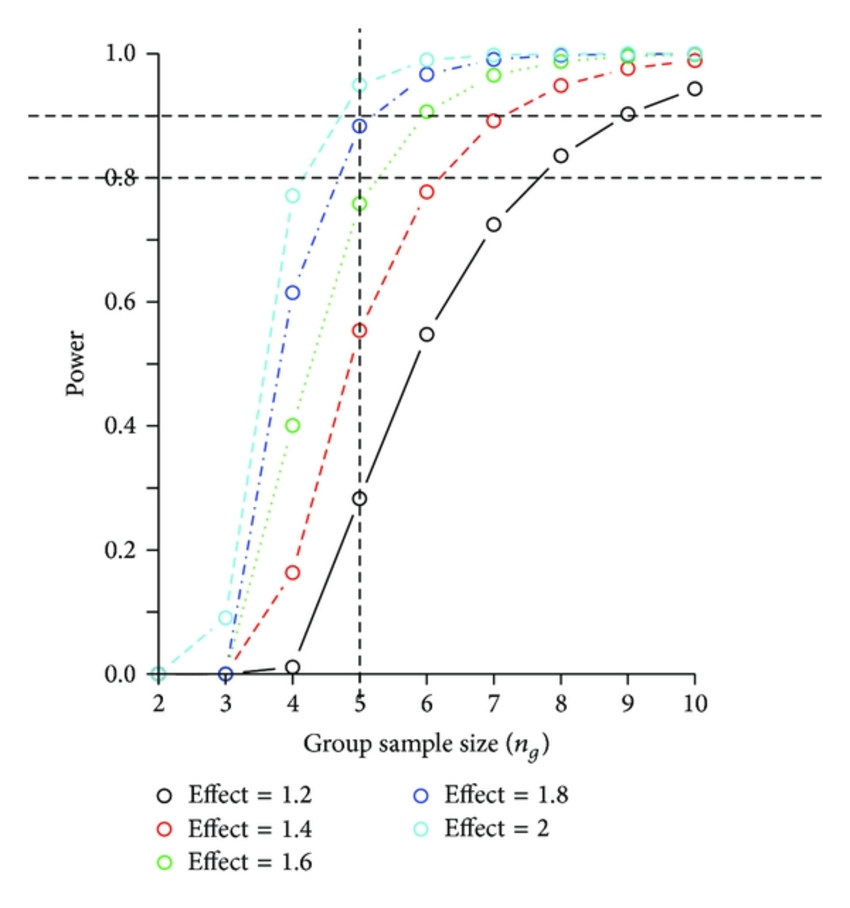 1.0
0.8
0.6
0.4
0.2
0.0
Power
2 3 4 5 6 7 8 9 10
Group sample size (ng)
Effect = 1.2
Effect = 1.4
Effect = 1.6
Effect = 1.8
Effect = 2